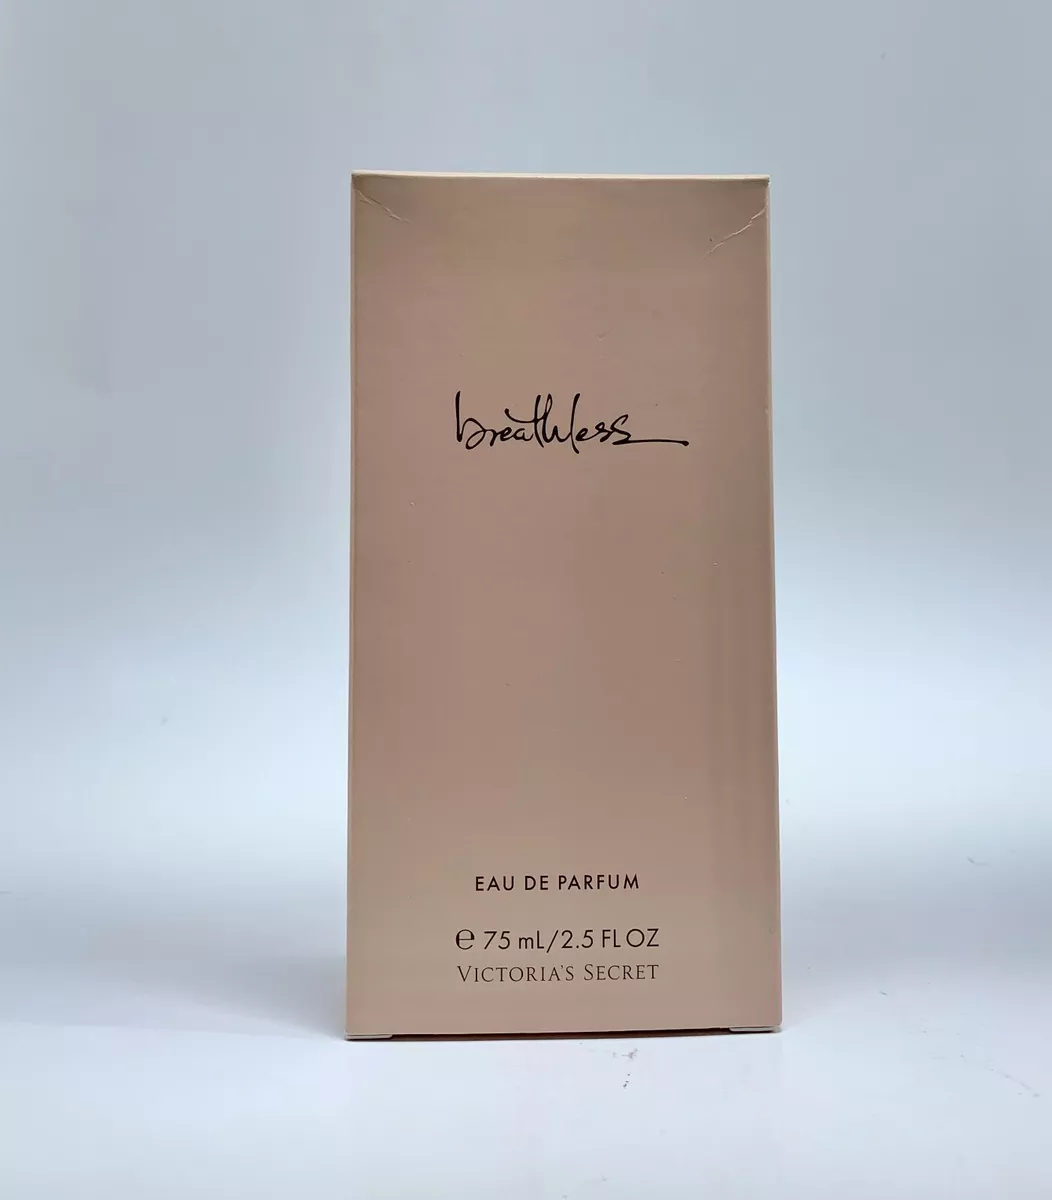 breathless
EAU DE PARFUM
℮ 75 mL/2.5 FL OZ
VICTORIA'S SECRET